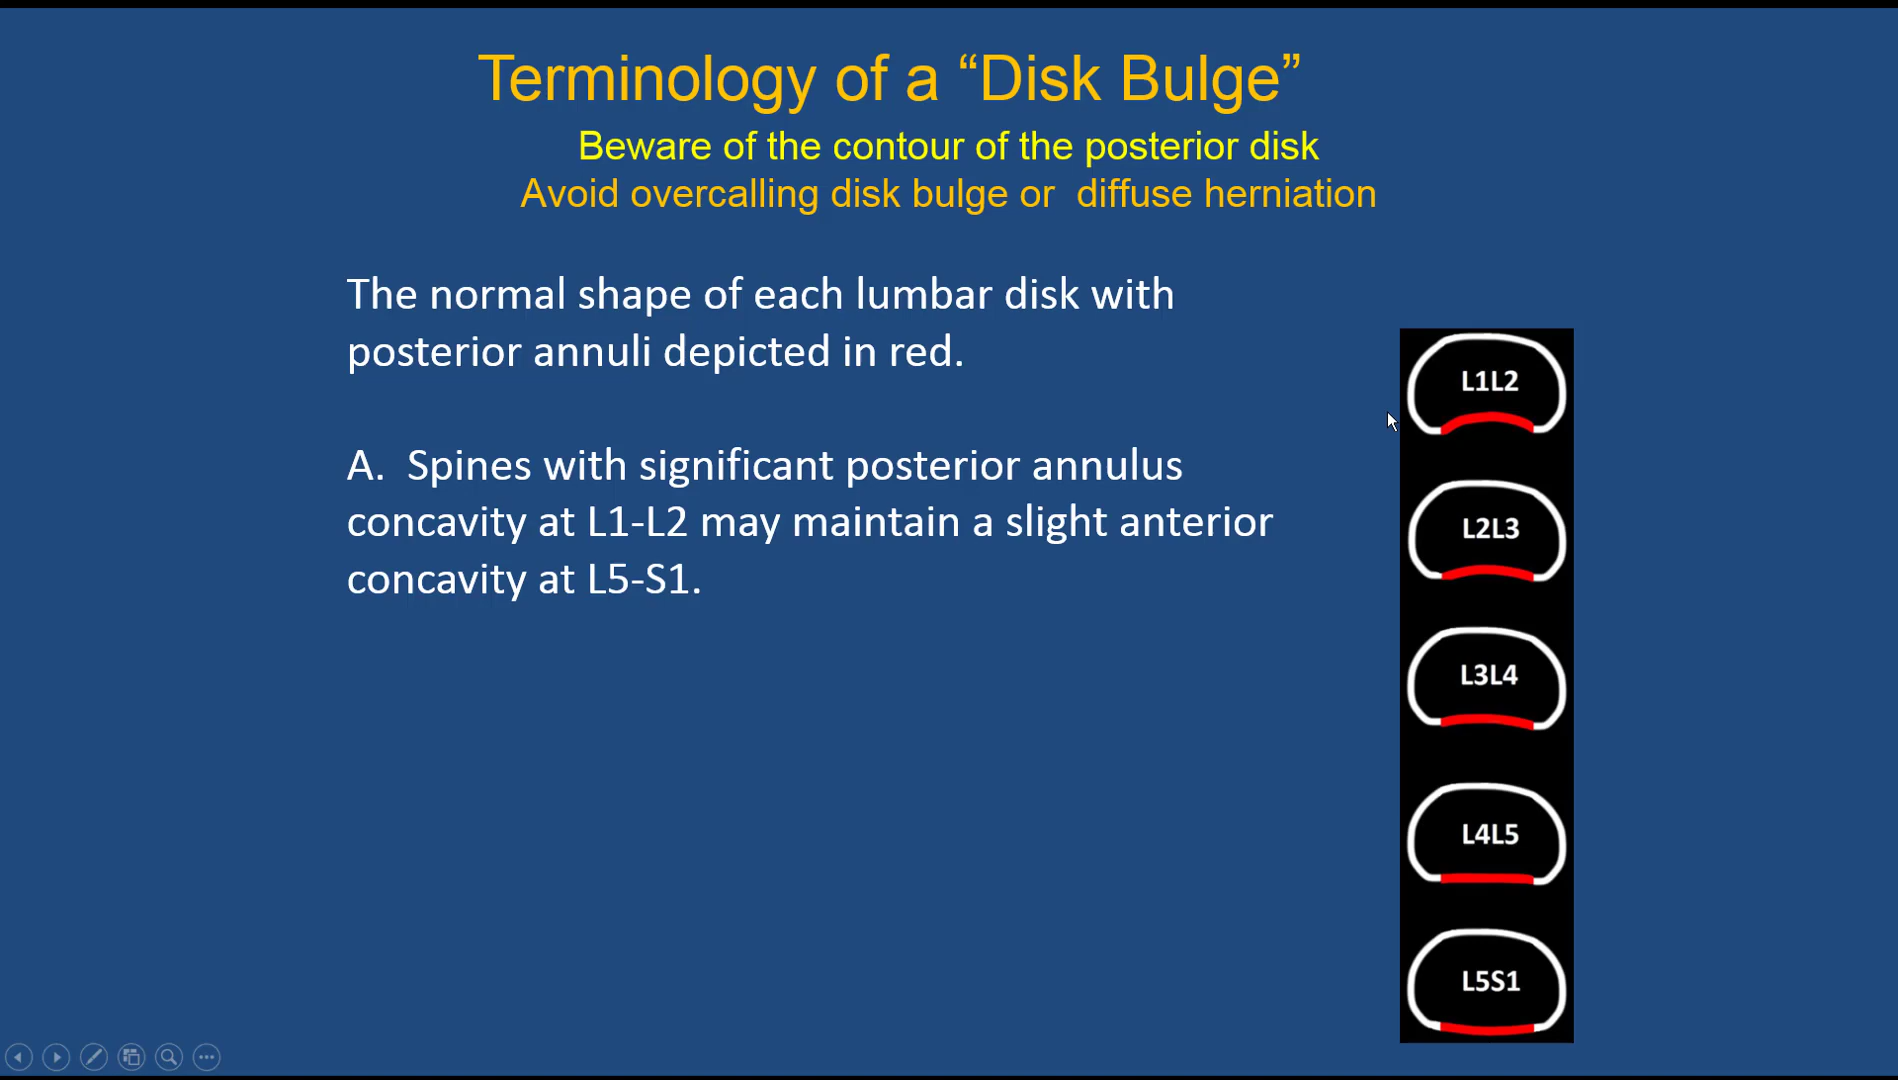 Terminology of a “Disk Bulge”
Beware of the contour of the posterior disk
Avoid overcalling disk bulge or  diffuse herniation
The normal shape of each lumbar disk with
posterior annuli depicted in red.
A.  Spines with significant posterior annulus
concavity at L1-L2 may maintain a slight anterior
concavity at L5-S1.
L1L2
L2L3
L3L4
L4L5
L5S1